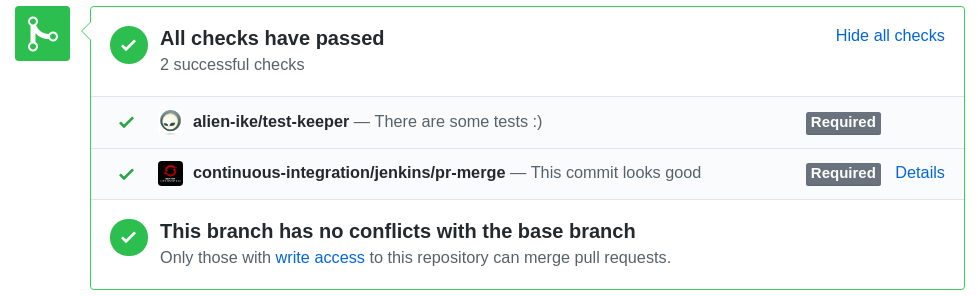 All checks have passed
Hide all checks
2 successful checks
alien-ike/test-keeper — There are some tests :)
Required
continuous-integration/jenkins/pr-merge — This commit looks good
Required
Details
This branch has no conflicts with the base branch
Only those with write access to this repository can merge pull requests.